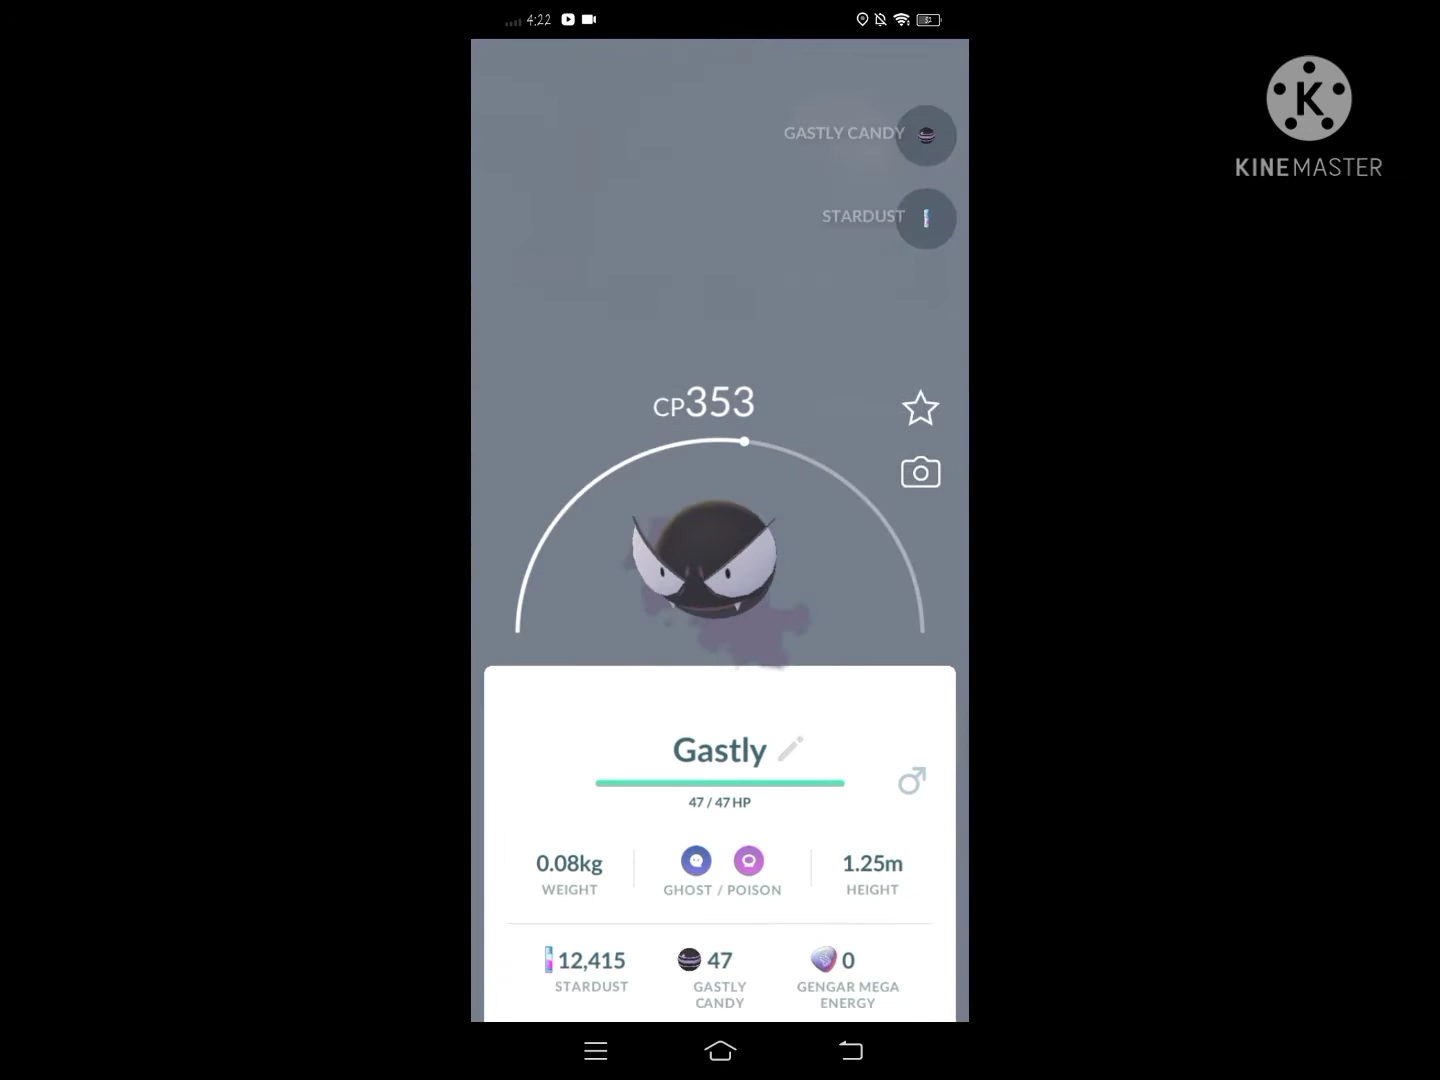 4:22
KINEMASTER
GASTLY CANDY
STARDUST
CP353
Gastly
47 / 47 HP
0.08kg
WEIGHT
GHOST / POISON
1.25m
HEIGHT
12,415
STARDUST
47
GASTLY
CANDY
0
GENGAR MEGA
ENERGY